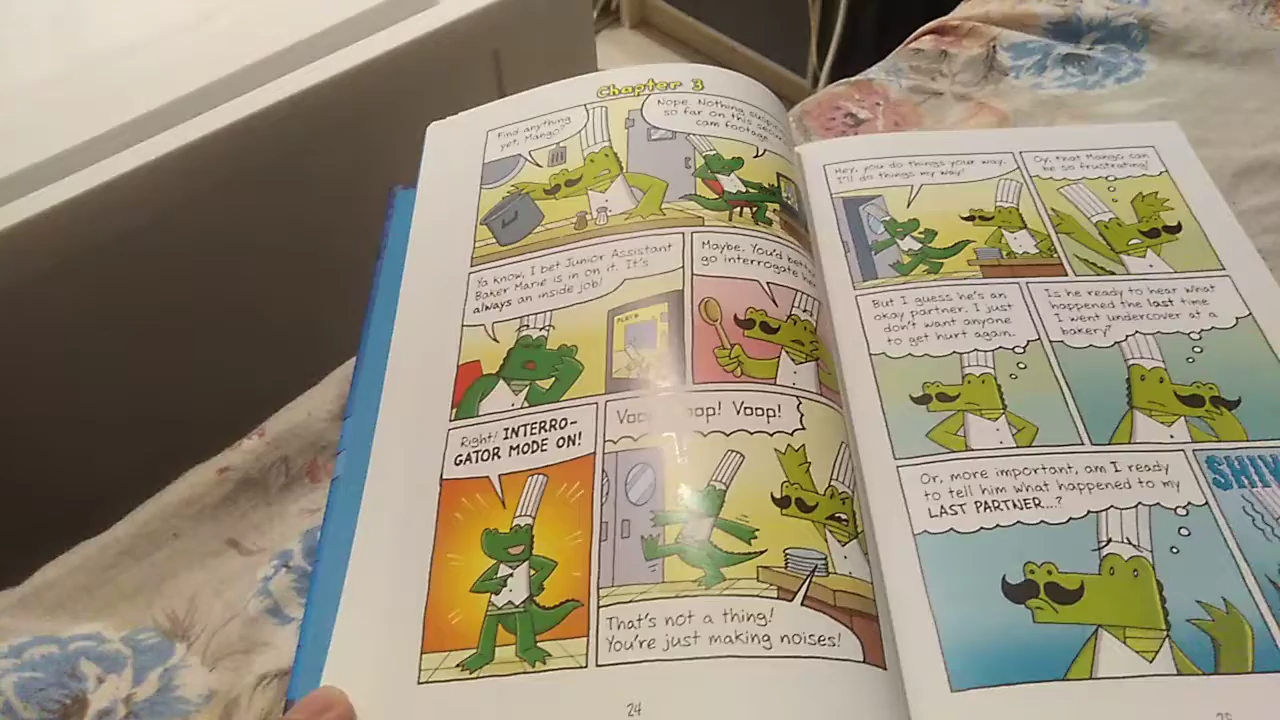 Chapter 3
Find anything
yet, Mango?
Nope. Nothing
so far on this
cam footage.
Ya know, I bet Junior Assistant
Baker Marie is in on it. It's
always an inside job!
Maybe. You'd better
go interrogate
Right! INTERRO-
GATOR MODE ON!
Voop! Voop!
That's not a thing!
You're just making noises!
24
Hey, you do things your way,
I'll do things my way!
Oy, that Mango can
be so frustrating!
But I guess he's an
okay partner. I just
don't want anyone
to get hurt again.
Is he ready to hear what
happened the last time
I went undercover at a
bakery?
Or, more important, am I ready
to tell him what happened to my
LAST PARTNER...?